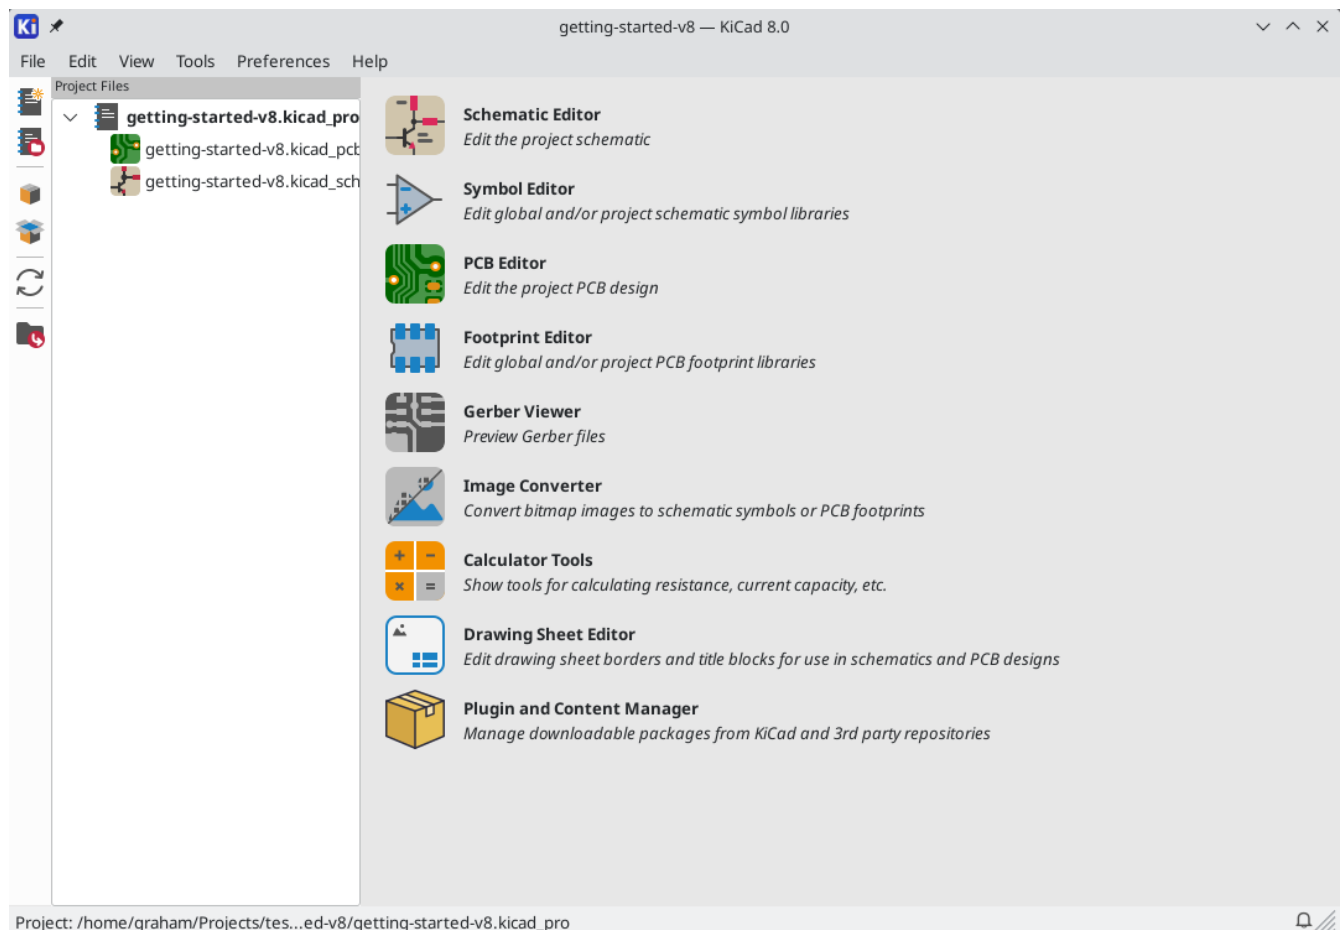 Ki
getting-started-v8 — KiCad 8.0
File Edit View Tools Preferences Help
Project Files
getting-started-v8.kicad_pro
getting-started-v8.kicad_pcb
getting-started-v8.kicad_sch
Schematic Editor
Edit the project schematic
Symbol Editor
Edit global and/or project schematic symbol libraries
PCB Editor
Edit the project PCB design
Footprint Editor
Edit global and/or project PCB footprint libraries
Gerber Viewer
Preview Gerber files
Image Converter
Convert bitmap images to schematic symbols or PCB footprints
Calculator Tools
Show tools for calculating resistance, current capacity, etc.
Drawing Sheet Editor
Edit drawing sheet borders and title blocks for use in schematics and PCB designs
Plugin and Content Manager
Manage downloadable packages from KiCad and 3rd party repositories
Project: /home/graham/Projects/tes...ed-v8/getting-started-v8.kicad_pro